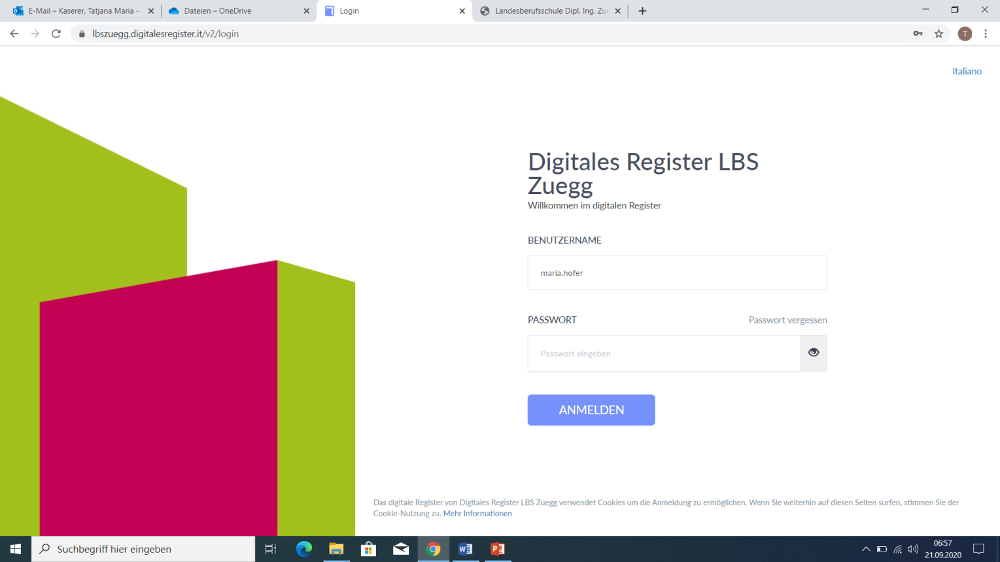 E-Mail – Kaserer, Tatjana Maria –
Dateien – OneDrive
Login
Landesberufsschule Dipl. Ing. Zue
lbszuegg.digitalesregister.it/v2/login
T
Italiano
Digitales Register LBS
Zuegg
Willkommen im digitalen Register
BENUTZERNAME
maria.hofer
PASSWORT
Passwort vergessen
Passwort eingeben
ANMELDEN
Das digitale Register von Digitales Register LBS Zuegg verwendet Cookies um die Anmeldung zu ermöglichen. Wenn Sie weiterhin auf diesen Seiten surfen, stimmen Sie der
Cookie-Nutzung zu. Mehr Informationen
Suchbegriff hier eingeben
06:57
21.09.2020